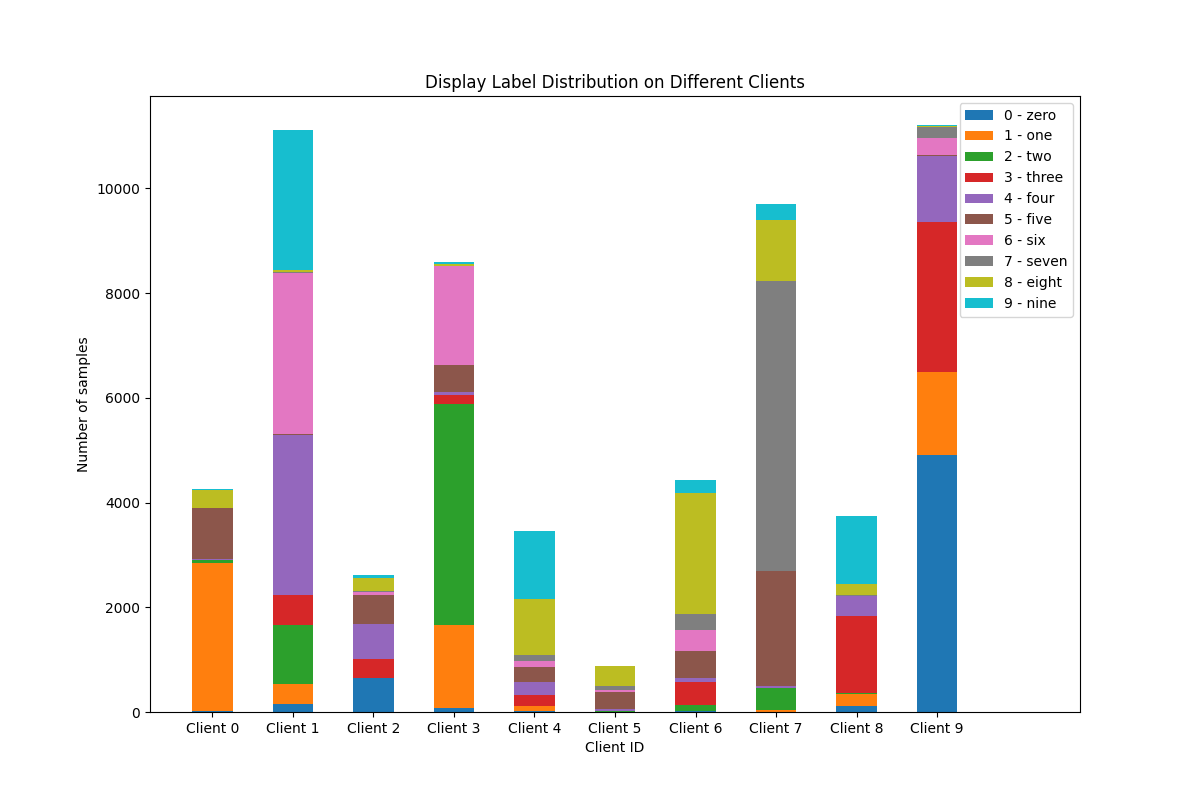 Display Label Distribution on Different Clients
0 - zero
1 - one
2 - two
3 - three
4 - four
5 - five
6 - six
7 - seven
8 - eight
9 - nine
10000
8000
6000
4000
2000
0
Number of samples
Client 0 Client 1 Client 2 Client 3 Client 4 Client 5 Client 6 Client 7 Client 8 Client 9
Client ID